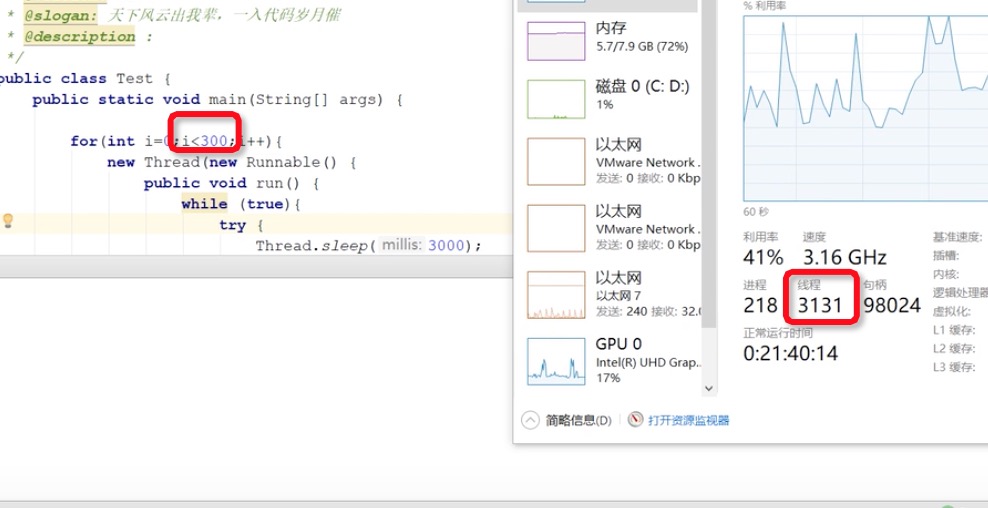 * @slogan: 天下风云出我辈，一入代码岁月催
* @description :
*/
public class Test {
public static void main(String[] args) {
for(int i=0;i<300;i++){
new Thread(new Runnable() {
public void run() {
while (true){
try {
Thread.sleep( millis: 3000);
内存
5.7/7.9 GB (72%)
磁盘 0 (C: D:)
1%
以太网
VMware Network .
发送: 0 接收: 0 Kbp
以太网
VMware Network .
发送: 0 接收: 0 Kbp
以太网
以太网 7
发送: 240 接收: 32.0
GPU 0
Intel(R) UHD Grap..
17%
% 利用率
60 秒
利用率 速度 基准速度:
41% 3.16 GHz 插槽:
内核:
进程 线程 句柄 逻辑处理器
218 3131 98024 虚拟化:
正常运行时间 L1 缓存:
0:21:40:14 L2 缓存:
L3 缓存:
简略信息(D) 打开资源监视器